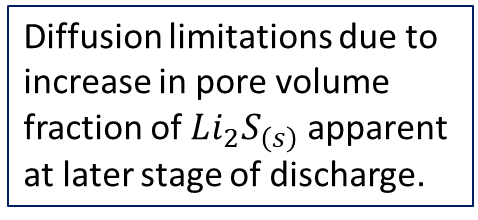 Diffusion limitations due to
increase in pore volume
fraction of Li₂S₍ₛ₎ apparent
at later stage of discharge.